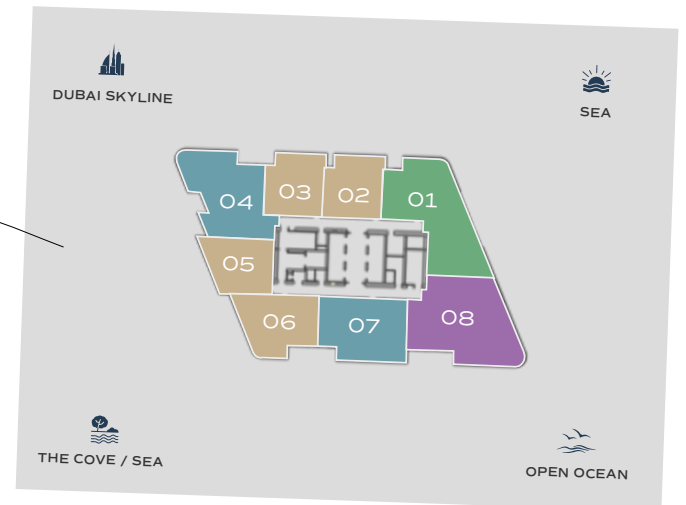 DUBAI SKYLINE
SEA
04
03
02
01
05
06
07
08
THE COVE / SEA
OPEN OCEAN